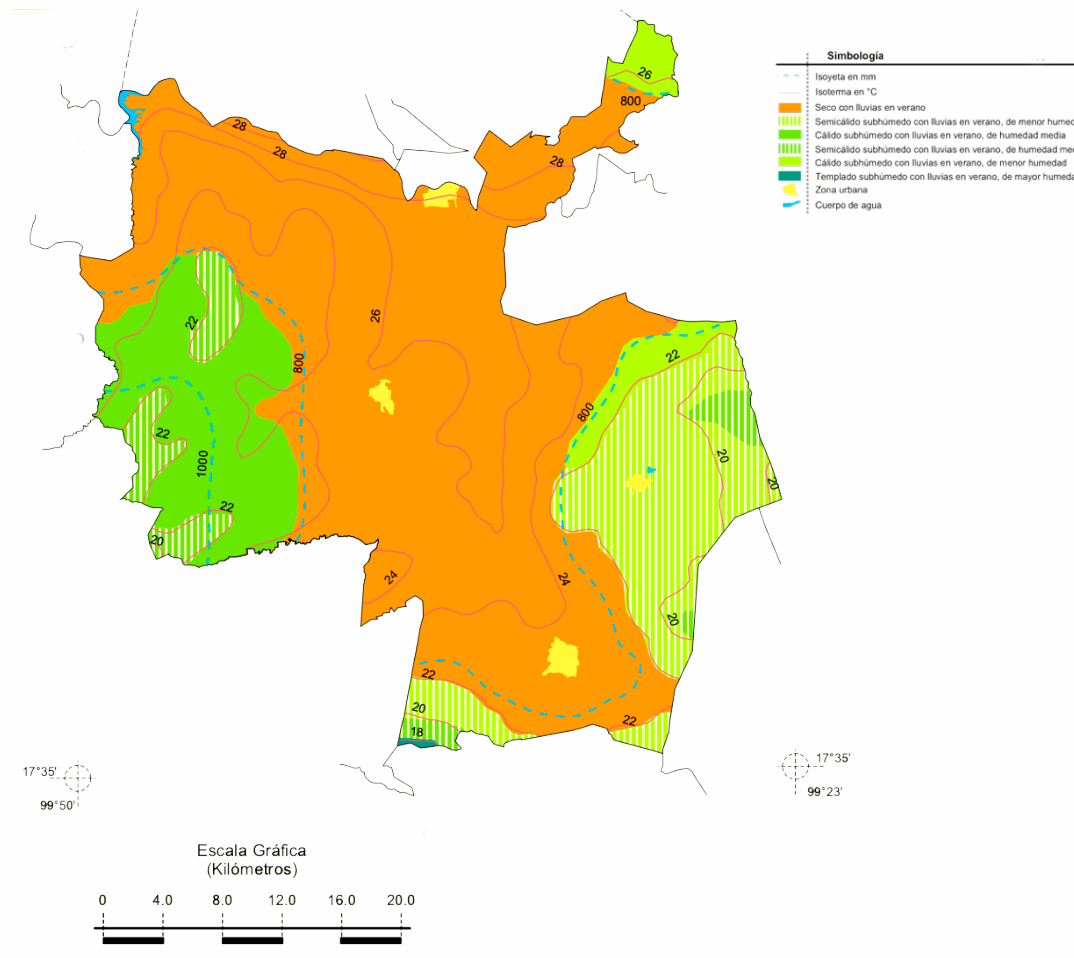 Simbología
Isoyeta en mm
Isoterma en °C
Seco con lluvias en verano
Semicálido subhúmedo con lluvias en verano, de menor
Cálido subhúmedo con lluvias en verano, de humedad media
Semicálido subhúmedo con lluvias en verano, de humedad
Cálido subhúmedo con lluvias en verano, de menor humedad
Templado subhúmedo con lluvias en verano, de mayor
Zona urbana
Cuerpo de agua
26
800
28
28
28
26
22
800
22
800
22
1000
20
20
22
20
24
24
20
22
20
22
18
17°35'
99°50'
17°35'
99°23'
Escala Gráfica
(Kilómetros)
0 4.0 8.0 12.0 16.0 20.0